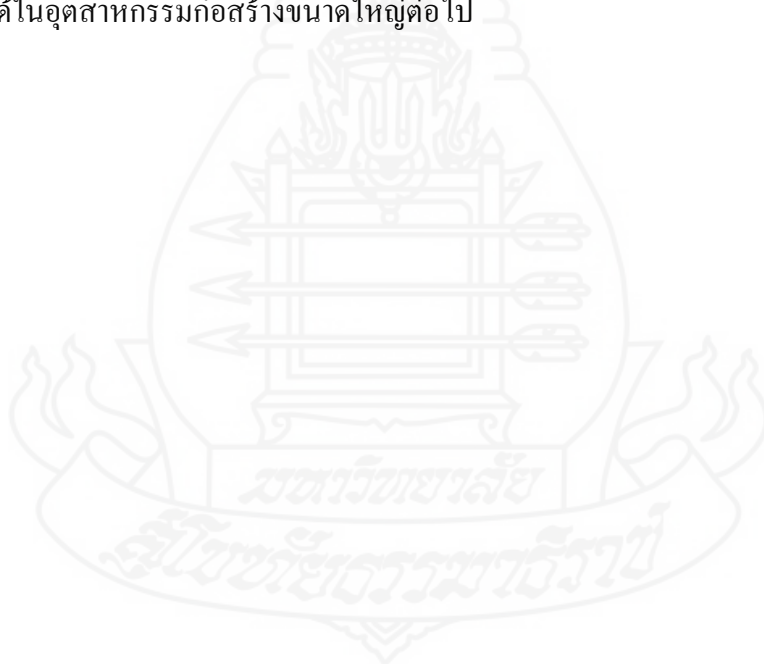 ด้ในอุตสาหกรรมก่อสร้างขนาดใหญ่ต่อไป
มหาวิทยาลัย
สุโขทัยธรรมาธิราช